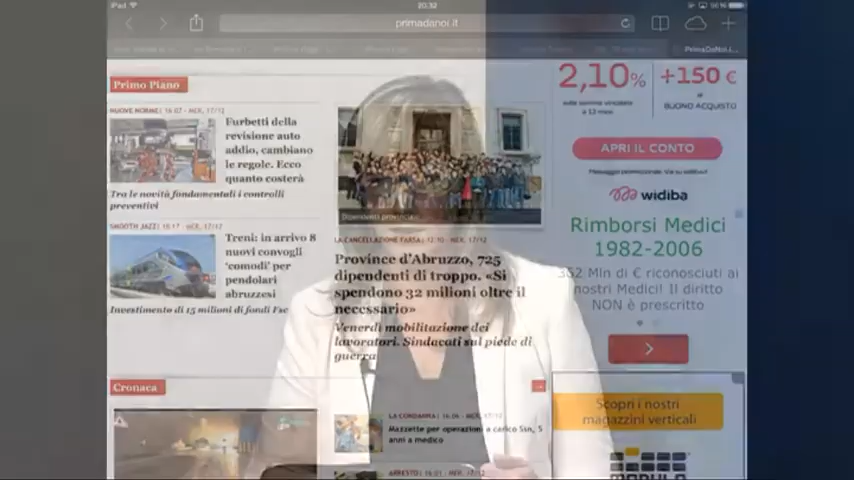 iPad
20:32
96%
primadanoi.it
PrimaDaNoi.i...
Primo Piano
NUOVE NORME| 16:07 - MER, 17/12
Furbetti della
revisione auto
addio, cambiano
le regole. Ecco
quanto costerà
Tra le novità fondamentali i controlli
preventivi
SMOOTH JAZZ| 15:17 - MER, 17/12
Treni: in arrivo 8
nuovi convogli
'comodi' per
pendolari
abruzzesi
Investimento di 15 milioni di fondi Fsc
Dipendenti provincia
LA CANCELLAZIONE FARSA| 12:10 - MER, 17/12
Province d'Abruzzo, 725
dipendenti di troppo. «Si
spendono 32 milioni oltre il
necessario»
Venerdì mobilitazione dei
lavoratori. Sindacati sul piede di
guerra
Cronaca
LA CONDANNA | 16:06 - MER, 17/12
Mazzette per operazioni a carico Ssn, 5
anni a medico
ARRESTO| 16:01 - MER, 17/12
2,10%
+150 €
BUONO ACQUISTO
APRI IL CONTO
widiba
Rimborsi Medici
1982-2006
352 Mln di € riconosciuti ai
nostri Medici! Il diritto
NON è prescritto
Scopri i nostri
magazzini verticali